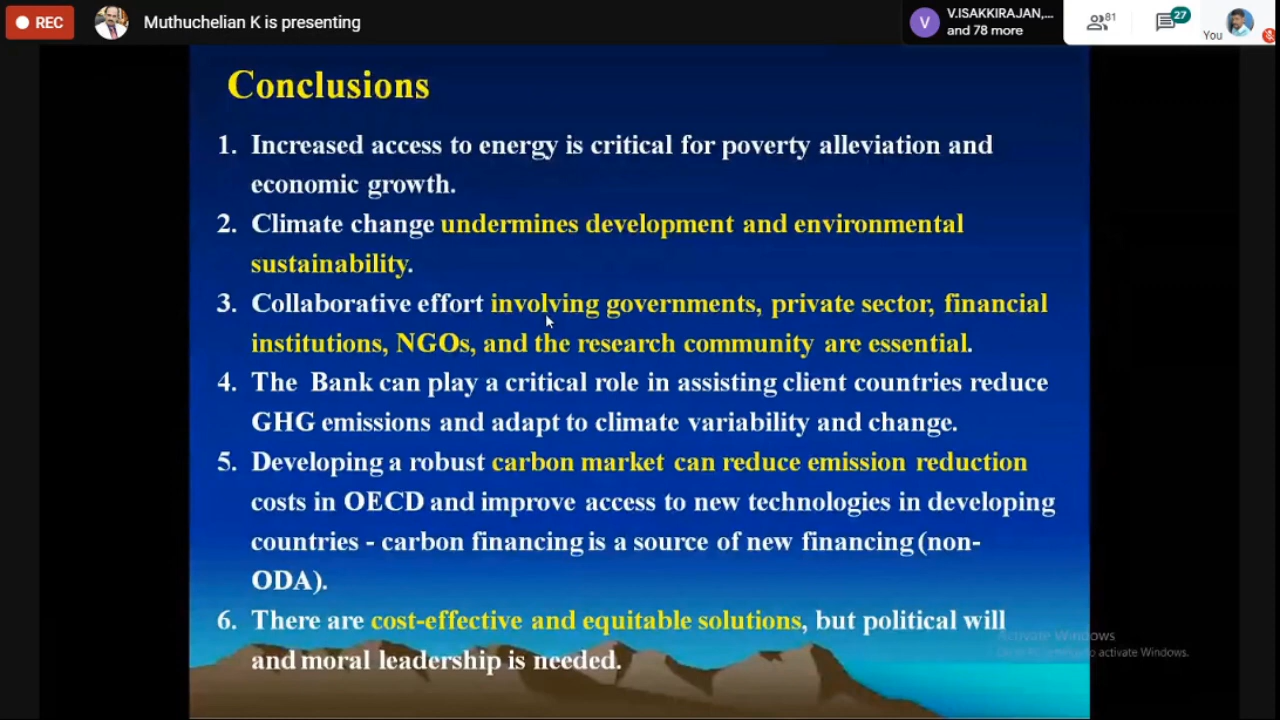 REC
Muthuchelian K is presenting
V
V.ISAKKIRAJAN,...
and 78 more
81
27
You
Conclusions
1. Increased access to energy is critical for poverty alleviation and
economic growth.
2. Climate change undermines development and environmental
sustainability.
3. Collaborative effort involving governments, private sector, financial
institutions, NGOs, and the research community are essential.
4. The Bank can play a critical role in assisting client countries reduce
GHG emissions and adapt to climate variability and change.
5. Developing a robust carbon market can reduce emission reduction
costs in OECD and improve access to new technologies in developing
countries - carbon financing is a source of new financing (non-
ODA).
6. There are cost-effective and equitable solutions, but political will
and moral leadership is needed.
Activate Windows
to activate Windows.